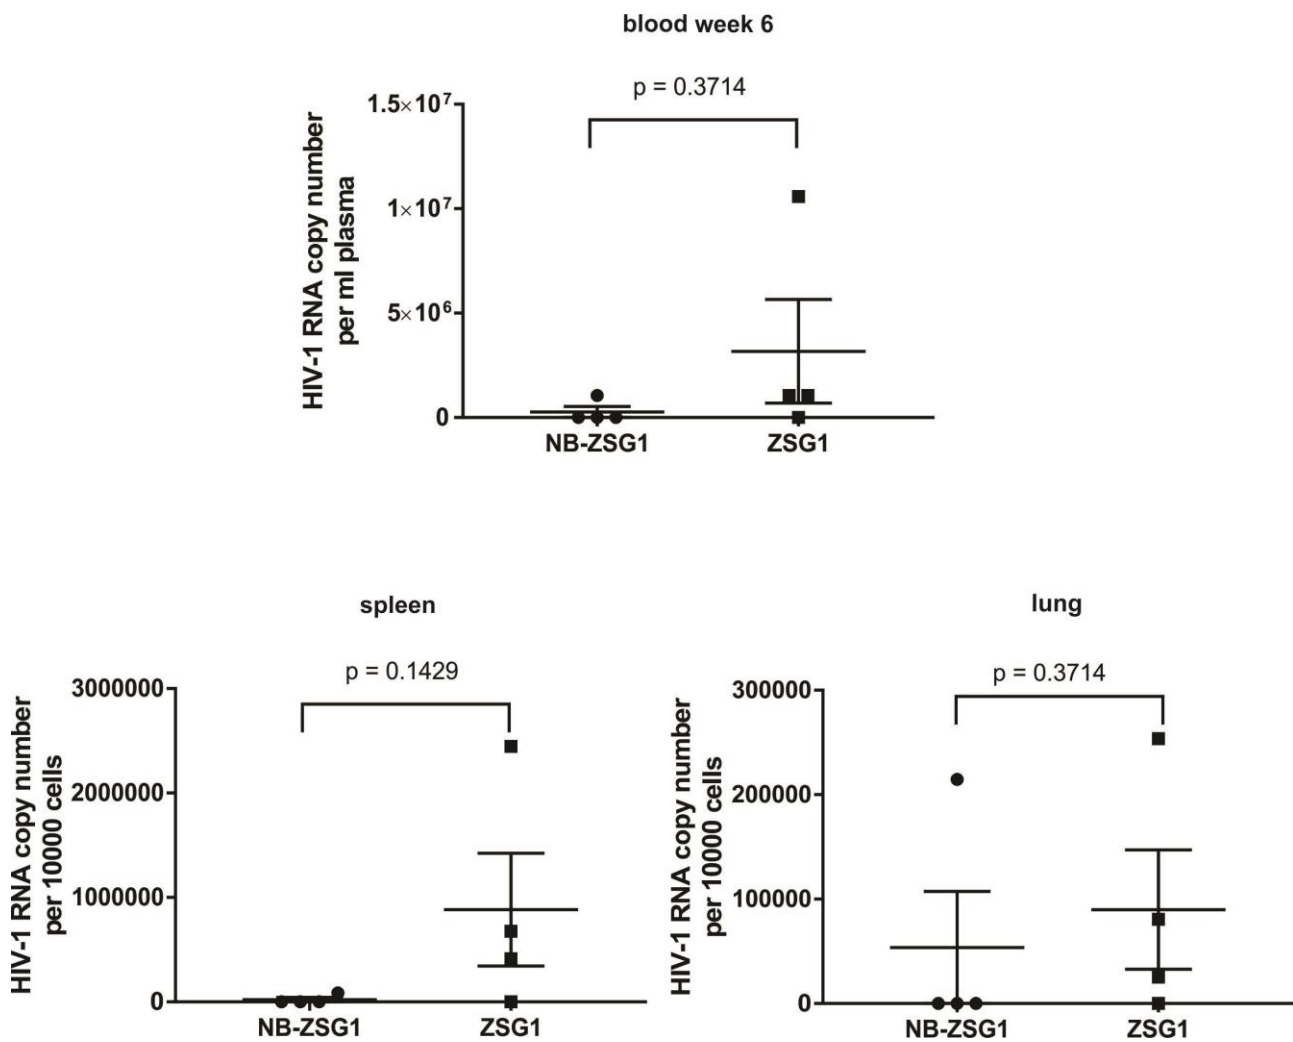 blood week 6
p = 0.3714
HIV-1 RNA copy number
per ml plasma
1.5×10⁷
1×10⁷
5×10⁶
0
NB-ZSG1
ZSG1
spleen
p = 0.1429
HIV-1 RNA copy number
per 10000 cells
3000000
2000000
1000000
0
NB-ZSG1
ZSG1
lung
p = 0.3714
HIV-1 RNA copy number
per 10000 cells
300000
200000
100000
0
NB-ZSG1
ZSG1